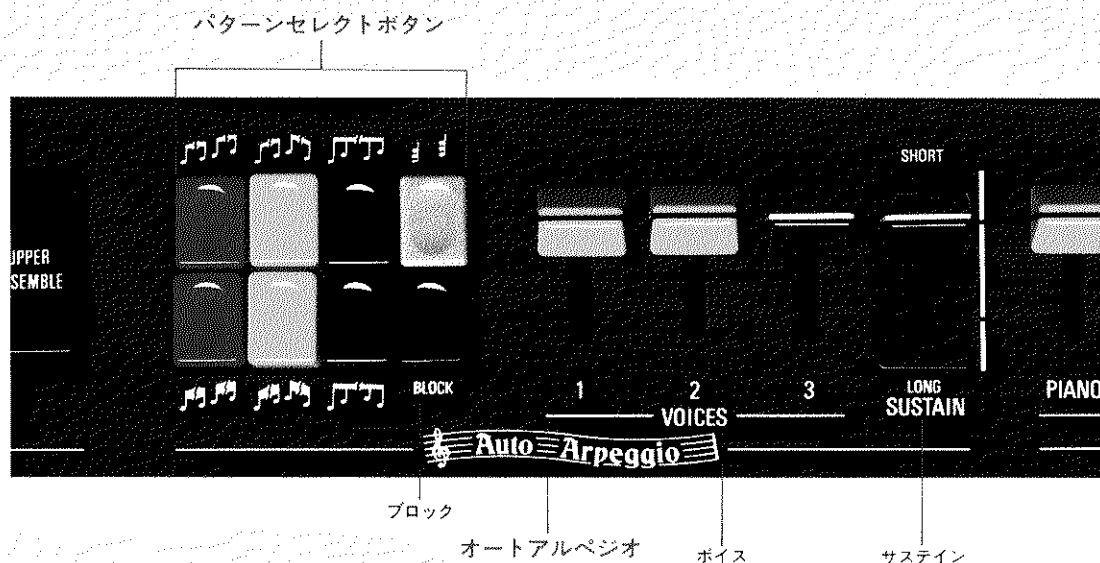 パターンセレクトボタン
SHORT
UPPER
SEMBLE
BLOCK
1 2 3
VOICES
LONG
SUSTAIN
PIANO
Auto Arpeggio
ブロック
オートアルペジオ
ボイス
サステイン